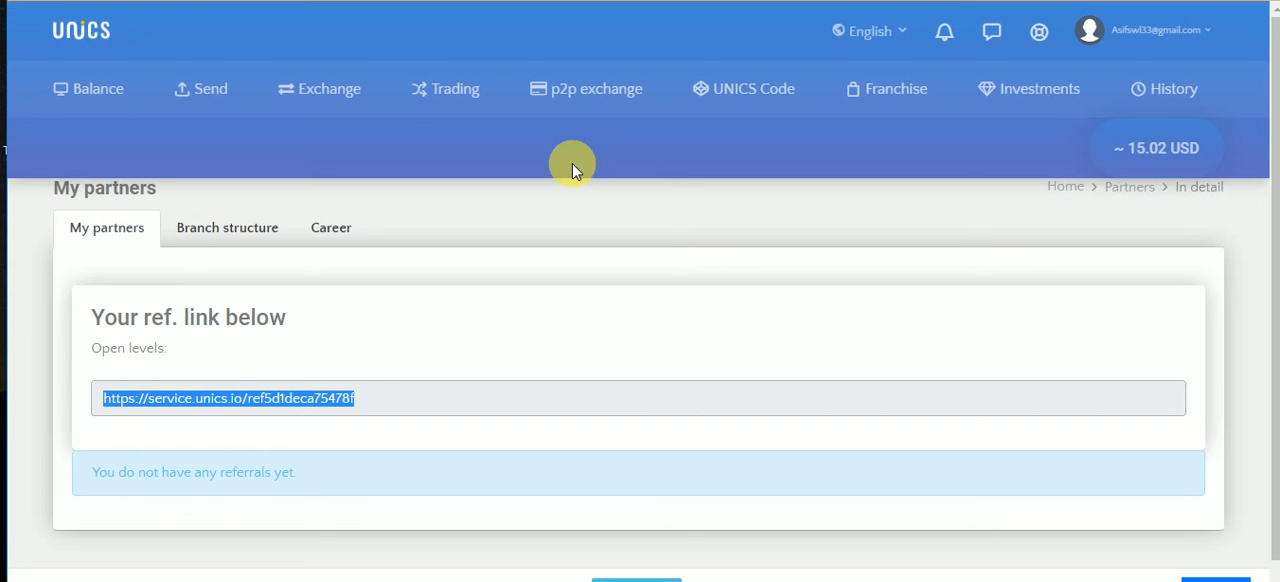 UNICS
English
Asifswl33@gmail.com
Balance
Send
Exchange
Trading
p2p exchange
UNICS Code
Franchise
Investments
History
~ 15.02 USD
My partners
Home > Partners > In detail
My partners
Branch structure
Career
Your ref. link below
Open levels:
https://service.unics.io/ref5d1deca75478f
You do not have any referrals yet.